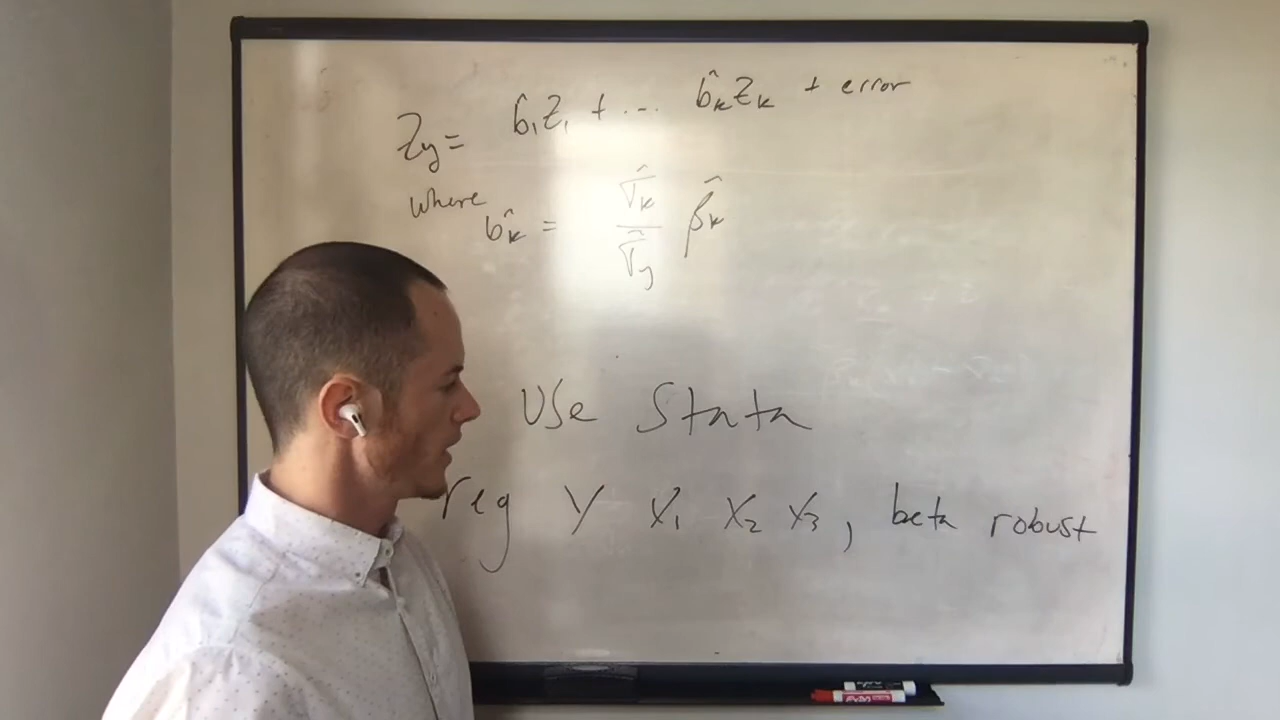 Zy = b̂₁Z₁ + ... b̂ₖZₖ + error
where b̂ₖ = σ̂ₖ / σ̂y β̂ₖ
Use Stata
reg Y X₁ X₂ X₃, beta robust